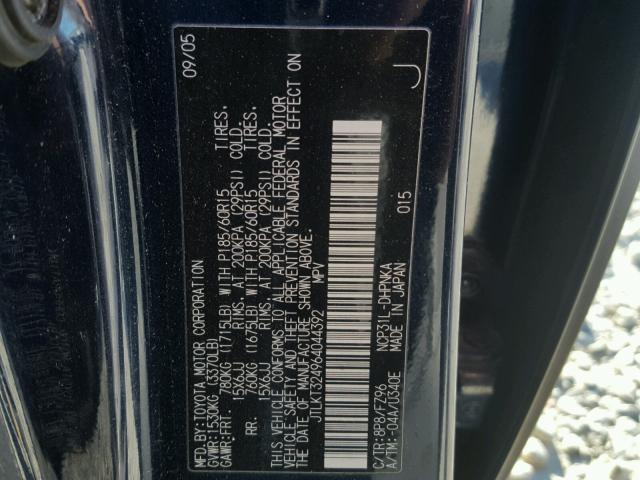 MFD.BY:TOYOTA MOTOR CORPORATION 09/05
GVWR:1530KG (3370LB)
GAWR:FRT. 780KG (1715LB) WITH P185/60R15 TIRES.
15X6JJ RIMS, AT 200KPA (29PSI) COLD.
RR. 760KG (1675LB) WITH P185/60R15 TIRES.
15X6JJ RIMS, AT 200KPA (29PSI) COLD.
THIS VEHICLE CONFORMS TO ALL APPLICABLE FEDERAL MOTOR
VEHICLE SAFETY AND THEFT PREVENTION STANDARDS IN EFFECT ON
THE DATE OF MANUFACTURE SHOWN ABOVE.
JTLKT324964044392 MPV
015 J
C/TR:8P8/FZ96 NCP31L-DHPNKA
A/TM:-04A/U340E MADE IN JAPAN